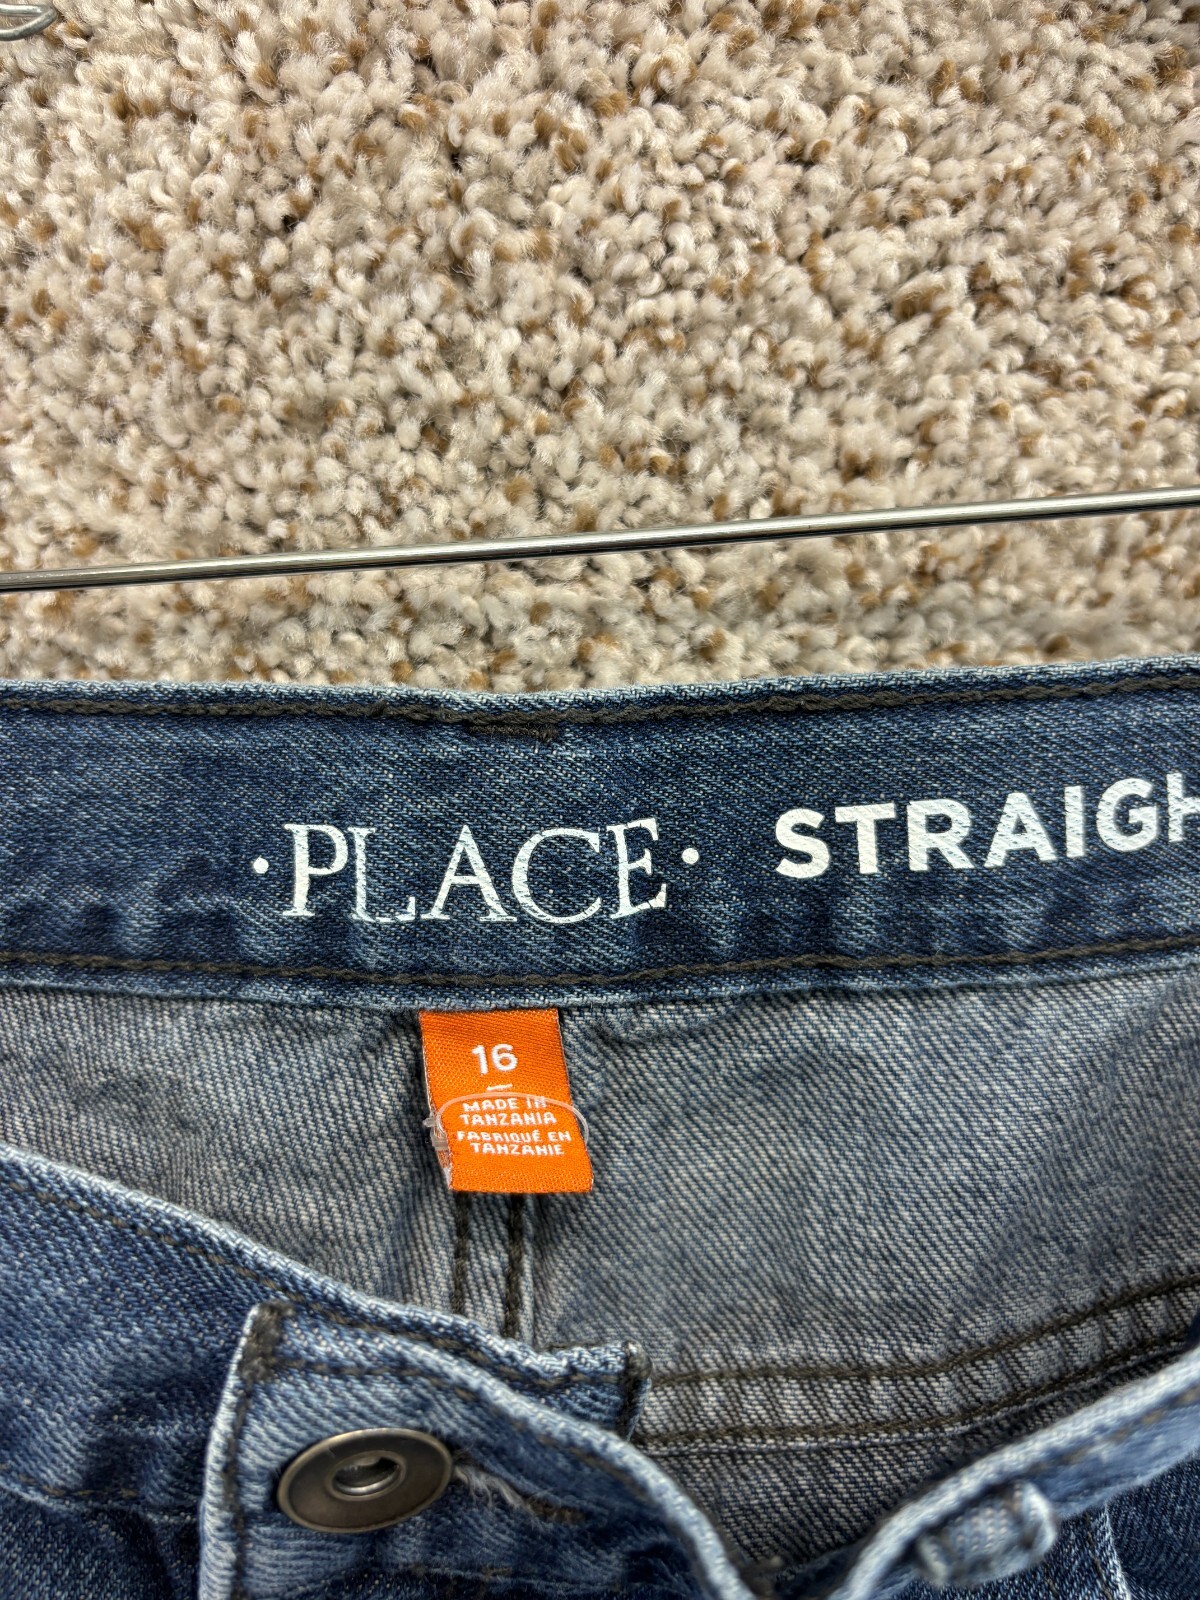 ·PLACE· STRAIGH
16
MADE IN
TANZANIA
FABRIQUÉ EN
TANZANIE